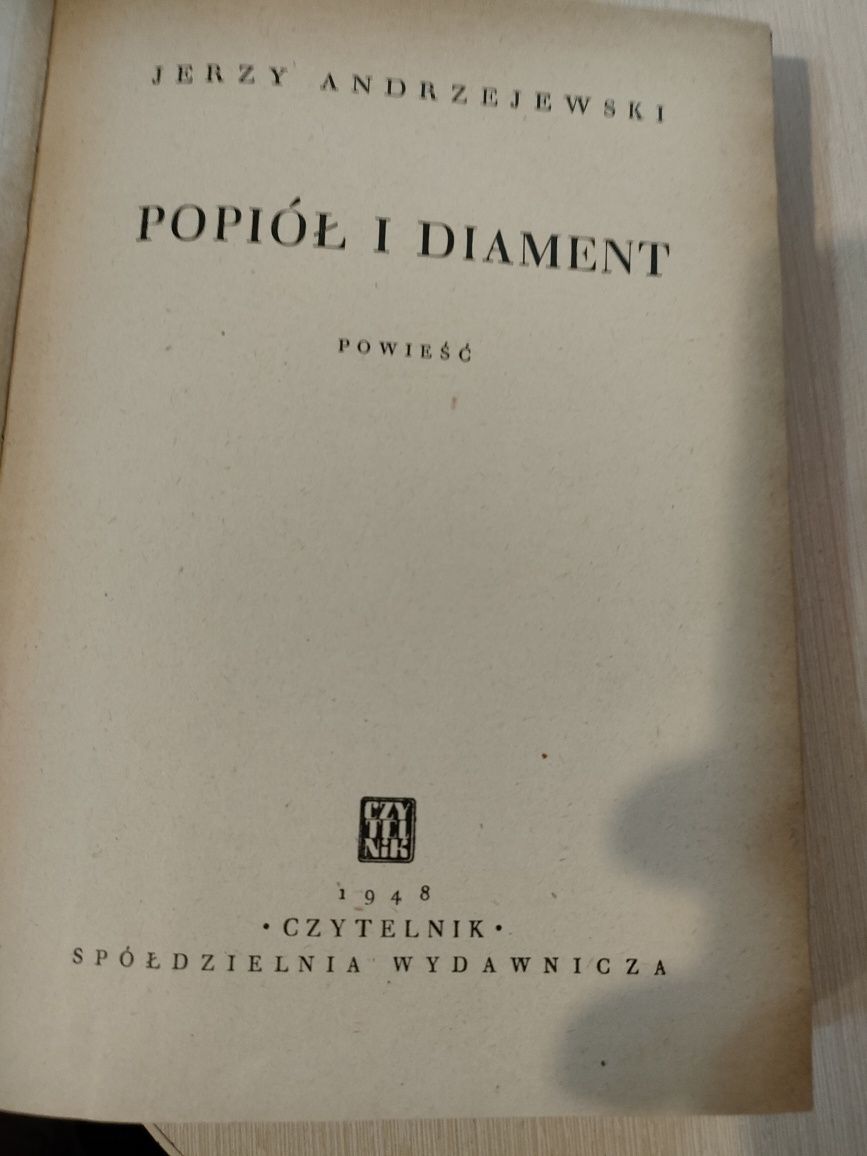 JERZY ANDRZEJEWSKI
POPIÓŁ I DIAMENT
POWIEŚĆ
CZY
TEL
NiK
1948
•CZYTELNIK•
SPÓŁDZIELNIA WYDAWNICZA